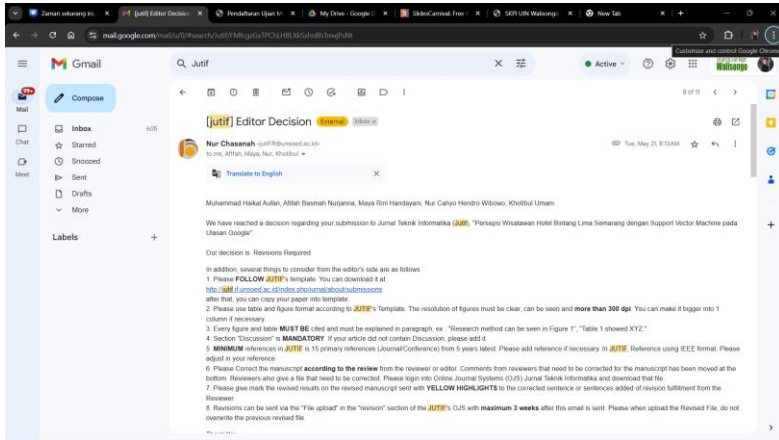 Zaman sekarang ini.
[jutif] Editor Decision
Pendaftaran Ujian M
My Drive - Google D
SlidesCarnival: Free
SKPI UIN Walisongo
New Tab
mail.google.com/mail/u/0/#search/Jutif/
Customize and control Google Chrome
Gmail
Jutif
Active
Walisongo
99+
Mail
Chat
Meet
Compose
Inbox 605
Starred
Snoozed
Sent
Drafts
More
Labels
8 of 11
[jutif] Editor Decision External Inbox x
Nur Chasanah <jutif.ft@unsoed.ac.id>
Tue, May 21, 8:13 AM
to me, Afifah, Maya, Nur, Khotibul
Translate to English
Muhammad Haikal Aufan, Afifah Basmah Nurjanna, Maya Rini Handayani, Nur Cahyo Hendro Wibowo, Khotibul Umam:
We have reached a decision regarding your submission to Jurnal Teknik Informatika (Jutif), "Persepsi Wisatawan Hotel Bintang Lima Semarang dengan Support Vector Machine pada
Ulasan Google".
Our decision is: Revisions Required
In addition, several things to consider from the editor's side are as follows
1. Please FOLLOW JUTIF's template. You can download it at
http://jutif.if.unsoed.ac.id/index.php/jurnal/about/submissions
after that, you can copy your paper into template.
2. Please use table and figure format according to JUTIF's Template. The resolution of figures must be clear, can be seen and more than 300 dpi. You can make it bigger into 1
column if necessary.
3. Every figure and table MUST BE cited and must be explained in paragraph, ex : "Research method can be seen in Figure 1", "Table 1 showed XYZ."
4. Section "Discussion" is MANDATORY. If your article did not contain Discussion, please add it.
5. MINIMUM references in JUTIF is 15 primary references (Journal/Conference) from 5 years latest. Please add reference if necessary. In JUTIF, Reference using IEEE format. Please
adjust in your reference.
6. Please Correct the manuscript according to the review from the reviewer or editor. Comments from reviewers that need to be corrected for the manuscript has been moved at the
bottom. Reviewers also give a file that need to be corrected. Please login into Online Journal Systems (OJS) Jurnal Teknik Informatika and download that file.
7. Please give mark the revised results on the revised manuscript sent with YELLOW HIGHLIGHTS to the corrected sentence or sentences added of revision fulfillment from the
Reviewer.
8. Revisions can be sent via the "File upload" in the "revision" section of the JUTIF's OJS with maximum 3 weeks after this email is sent. Please when upload the Revised File, do not
overwrite the previous revised file.